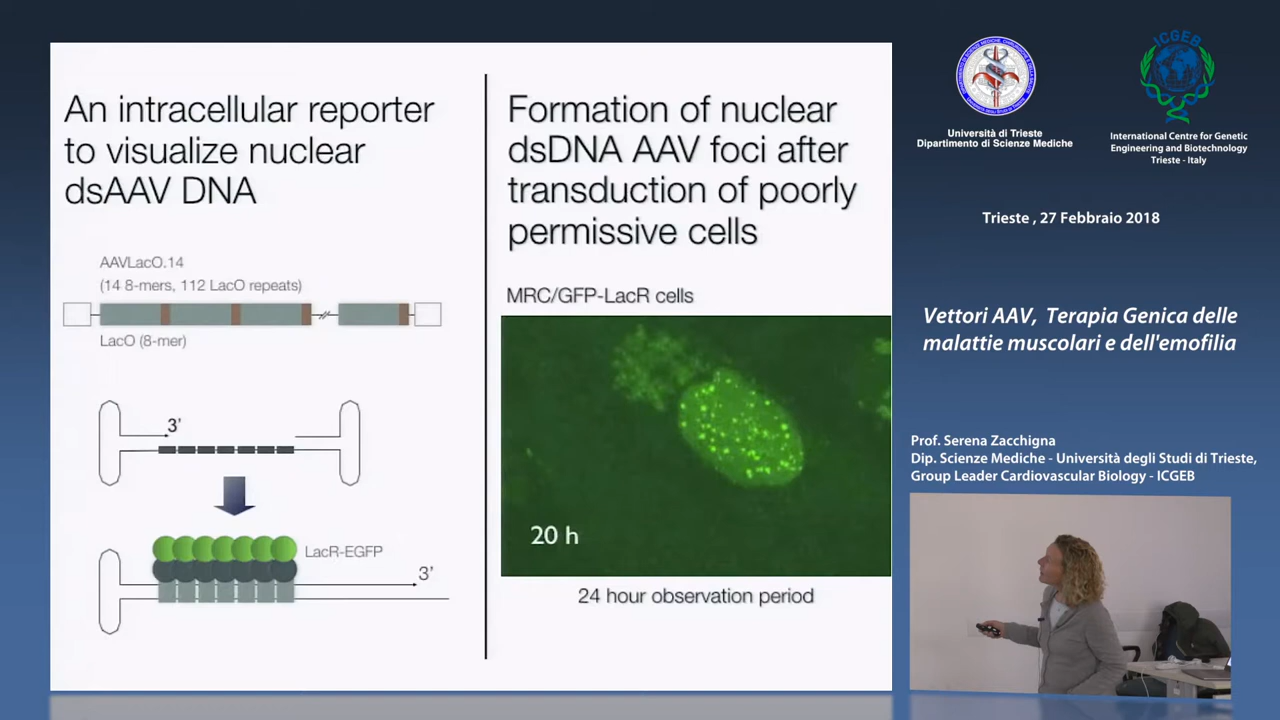 An intracellular reporter
to visualize nuclear
dsAAV DNA
AAVLacO.14
(14 8-mers, 112 LacO repeats)
LacO (8-mer)
3’
LacR-EGFP
3’
Formation of nuclear
dsDNA AAV foci after
transduction of poorly
permissive cells
MRC/GFP-LacR cells
20 h
24 hour observation period
Università di Trieste
Dipartimento di Scienze Mediche
ICGEB
International Centre for Genetic
Engineering and Biotechnology
Trieste - Italy
Trieste , 27 Febbraio 2018
Vettori AAV, Terapia Genica delle
malattie muscolari e dell'emofilia
Prof. Serena Zacchigna
Dip. Scienze Mediche - Università degli Studi di Trieste,
Group Leader Cardiovascular Biology - ICGEB